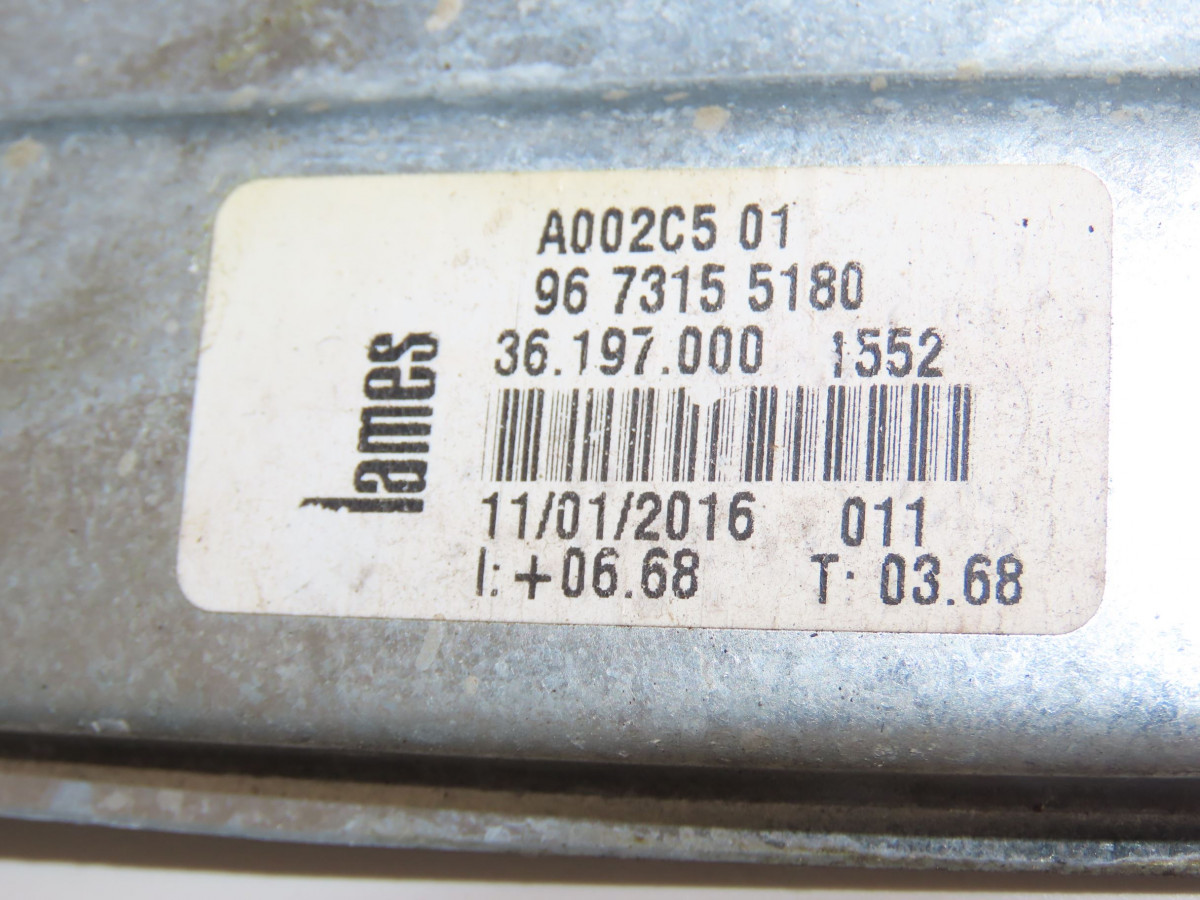 A002C5 01
96 7315 5180
36.197.000 1552
lames
11/01/2016 011
I: +06.68 T: 03.68